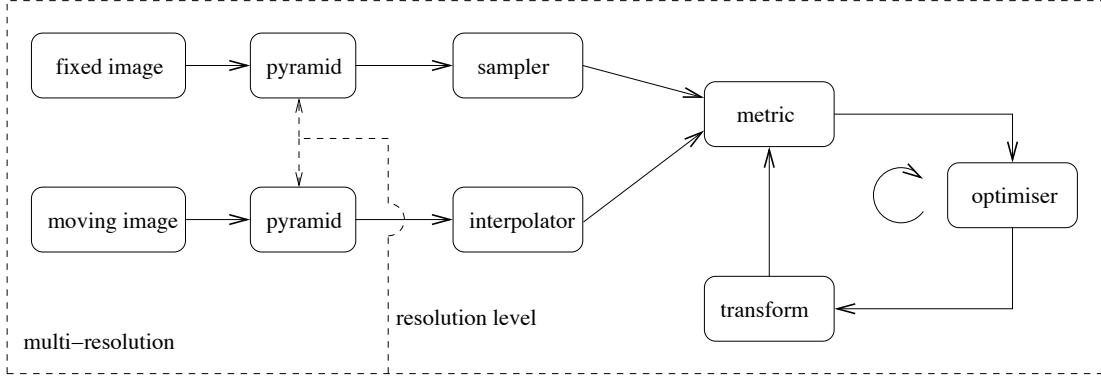 fixed image
pyramid
sampler
metric
moving image
pyramid
interpolator
optimiser
transform
resolution level
multi−resolution